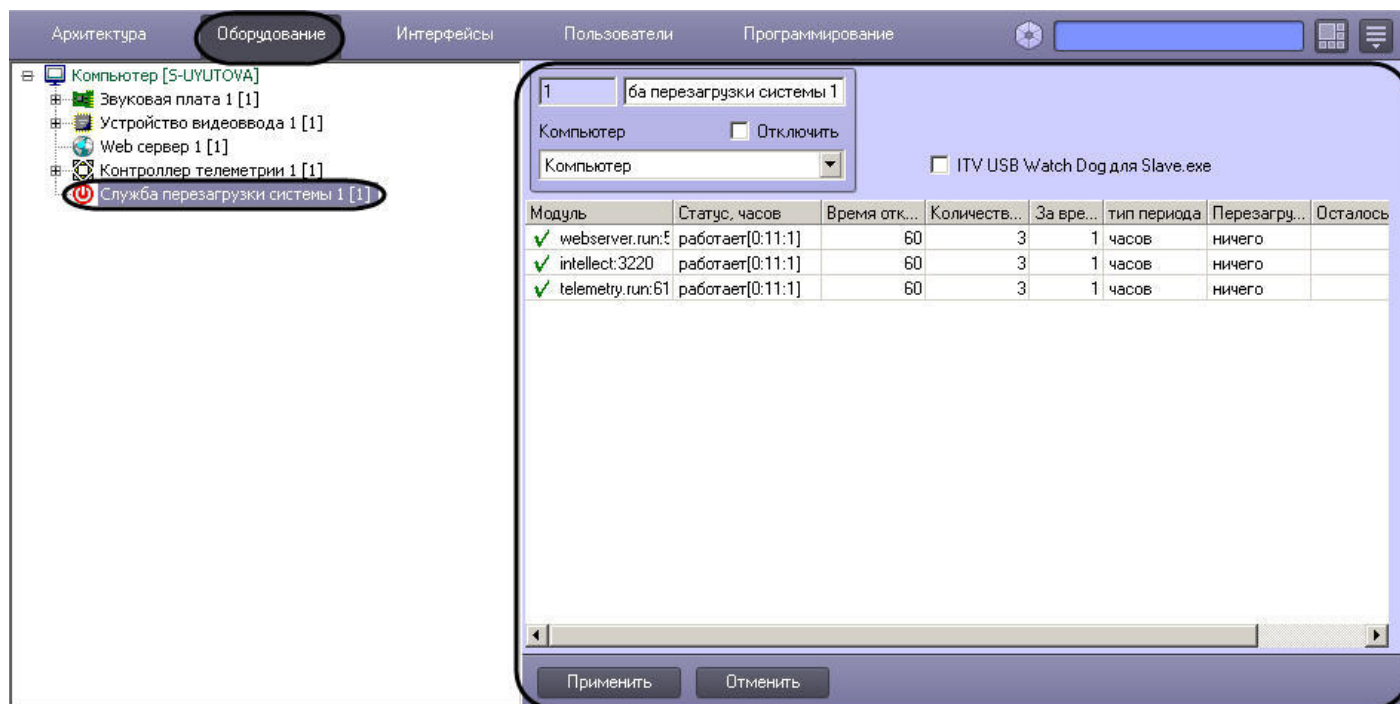 Архитектура Оборудование Интерфейсы Пользователи Программирование
Компьютер [S-UYUTOVA]
Звуковая плата 1 [1]
Устройство видеоввода 1 [1]
Web сервер 1 [1]
Контроллер телеметрии 1 [1]
Служба перезагрузки системы 1 [1]
1 ба перезагрузки системы 1
Компьютер Отключить
Компьютер
ITV USB Watch Dog для Slave.exe
Модуль Статус, часов Время отк... Количеств... За вре... тип периода Перезагру... Осталось
webserver.run:5 работает[0:11:1] 60 3 1 часов ничего
intellect:3220 работает[0:11:1] 60 3 1 часов ничего
telemetry.run:61 работает[0:11:1] 60 3 1 часов ничего
Применить Отменить